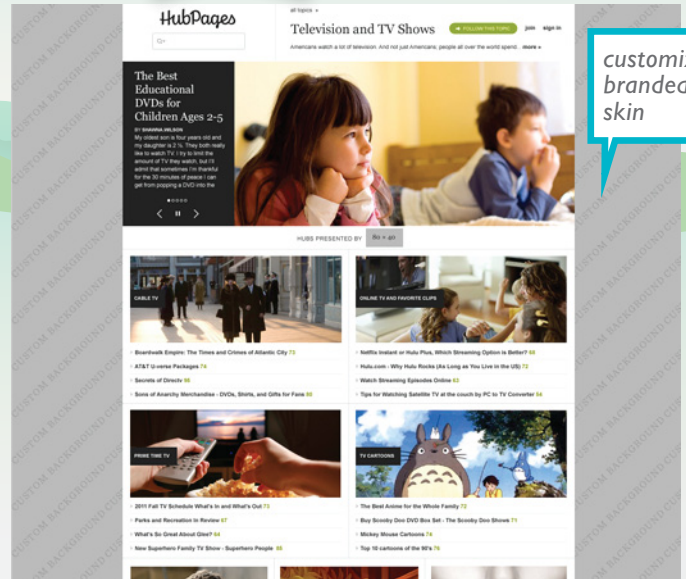 HubPages
all topics
Television and TV Shows
FOLLOW THIS TOPIC
join sign in
Americans watch a lot of television. And not just Americans, people all over the world spend... more »
customiz
branded
skin
The Best
Educational
DVDs for
Children Ages 2-5
BY SHAWNA.WILSON
My oldest son is four years old and
my daughter is 2 ½. They both really
like to watch TV. I try to limit the
amount of TV they watch, but I'll
admit that sometimes I'm thankful
for the 30 minutes of peace I can
get from popping a DVD into the
HUBS PRESENTED BY
80 × 40
CABLE TV
Boardwalk Empire: The Times and Crimes of Atlantic City 73
AT&T U-verse Packages 74
Secrets of Directv
Sons of Anarchy Merchandise - DVDs, Shirts, and Gifts for Fans
ONLINE TV AND FAVORITE CLIPS
Netflix Instant or Hulu Plus, Which Streaming Option is Better?
Hulu.com - Why Hulu Rocks (As Long as You Live in the US) 72
Watch Streaming Episodes Online
Tips for Watching Satellite TV at the couch by PC to TV Converter
PRIME TIME TV
2011 Fall TV Schedule What's In and What's Out 73
Parks and Recreation in Review 67
What's So Great About Glee? 64
New Superhero Family TV Show - Superhero People
TV CARTOONS
The Best Anime for the Whole Family 72
Buy Scooby Doo DVD Box Set - The Scooby Doo Shows 71
Mickey Mouse Cartoons 74
Top 10 cartoons of the 90's 76
CUSTOM BACKGROUND